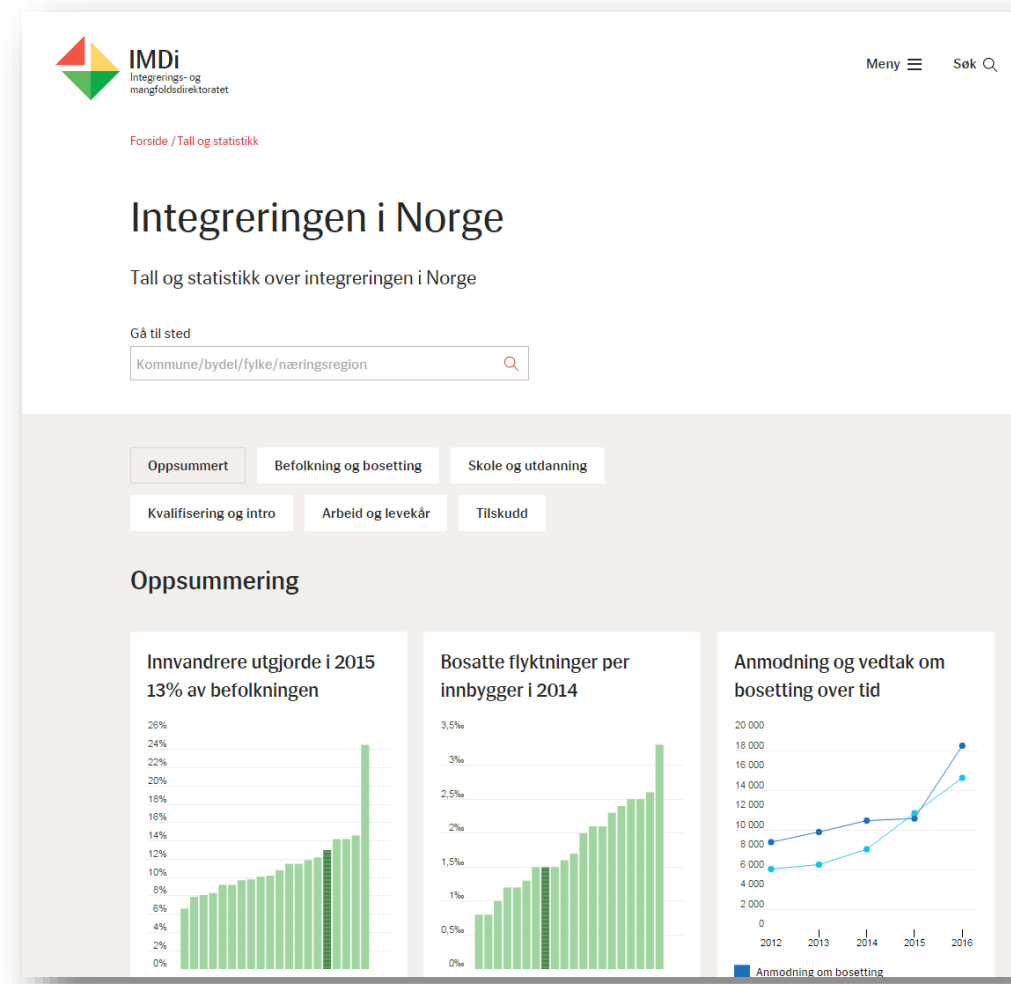 IMDi
Integrerings- og
mangfoldsdirektoratet
Meny
Søk
Forside / Tall og statistikk
Integreringen i Norge
Tall og statistikk over integreringen i Norge
Gå til sted
Kommune/bydel/fylke/næringsregion
Oppsummert
Befolkning og bosetting
Skole og utdanning
Kvalifisering og intro
Arbeid og levekår
Tilskudd
Oppsummering
Innvandrere utgjorde i 2015
13% av befolkningen
26%
24%
22%
20%
18%
16%
14%
12%
10%
8%
6%
4%
2%
0%
Bosatte flyktninger per
innbygger i 2014
3,5‰
3‰
2,5‰
2‰
1,5‰
1‰
0,5‰
0‰
Anmodning og vedtak om
bosetting over tid
20 000
18 000
16 000
14 000
12 000
10 000
8 000
6 000
4 000
2 000
0
2012 2013 2014 2015 2016
Anmodning om bosetting